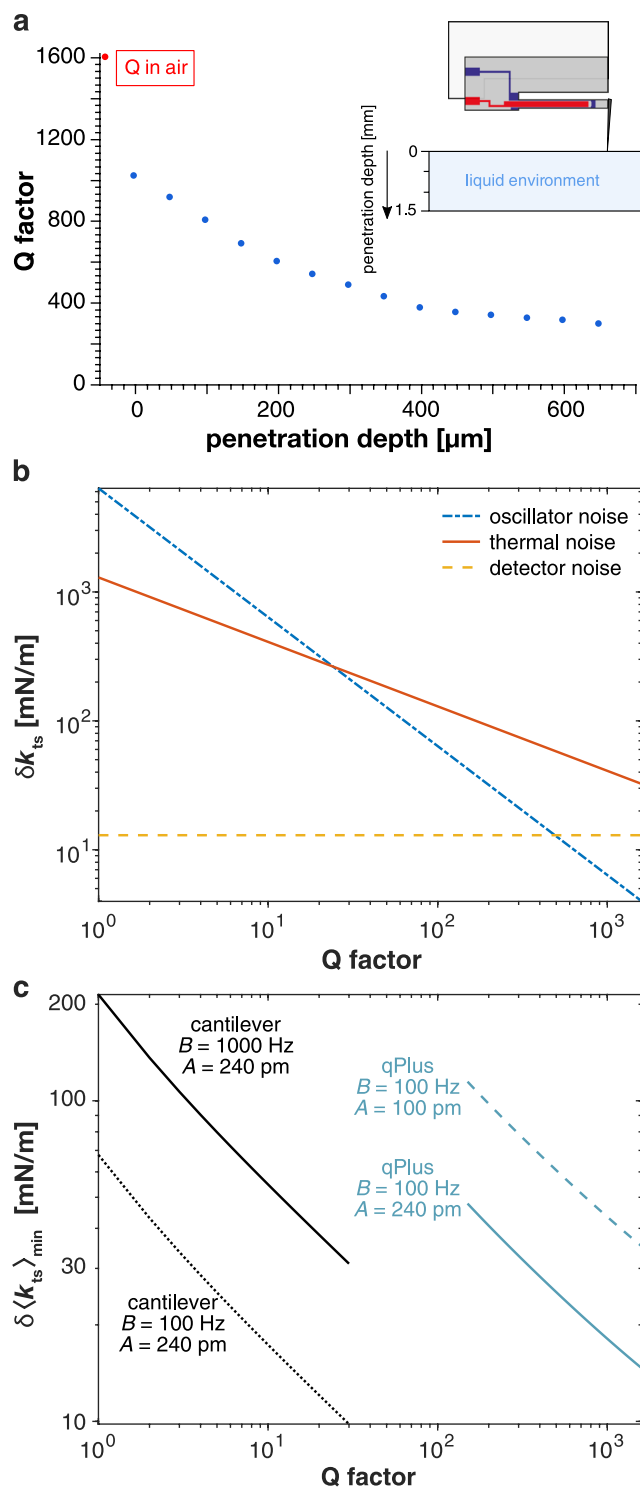 a
1600
1200
800
400
0
Q factor
Q in air
0
200
400
600
penetration depth [µm]
penetration depth [mm]
0
1.5
liquid environment
b
10³
10²
10¹
δkts [mN/m]
oscillator noise
thermal noise
detector noise
10⁰
10¹
10²
10³
Q factor
c
200
100
30
10
δ⟨kts⟩min [mN/m]
cantilever
B = 1000 Hz
A = 240 pm
qPlus
B = 100 Hz
A = 100 pm
qPlus
B = 100 Hz
A = 240 pm
cantilever
B = 100 Hz
A = 240 pm
10⁰
10¹
10²
10³
Q factor